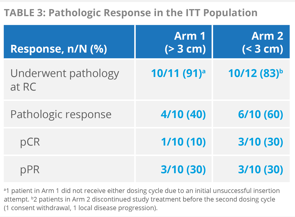 TABLE 3: Pathologic Response in the ITT Population
Response, n/N (%)
Arm 1
(> 3 cm)
Arm 2
(< 3 cm)
Underwent pathology
at RC
10/11 (91)ᵃ
10/12 (83)ᵇ
Pathologic response
4/10 (40)
6/10 (60)
pCR
1/10 (10)
3/10 (30)
pPR
3/10 (30)
3/10 (30)
ᵃ1 patient in Arm 1 did not receive either dosing cycle due to an initial unsuccessful insertion
attempt. ᵇ2 patients in Arm 2 discontinued study treatment before the second dosing cycle
(1 consent withdrawal, 1 local disease progression).